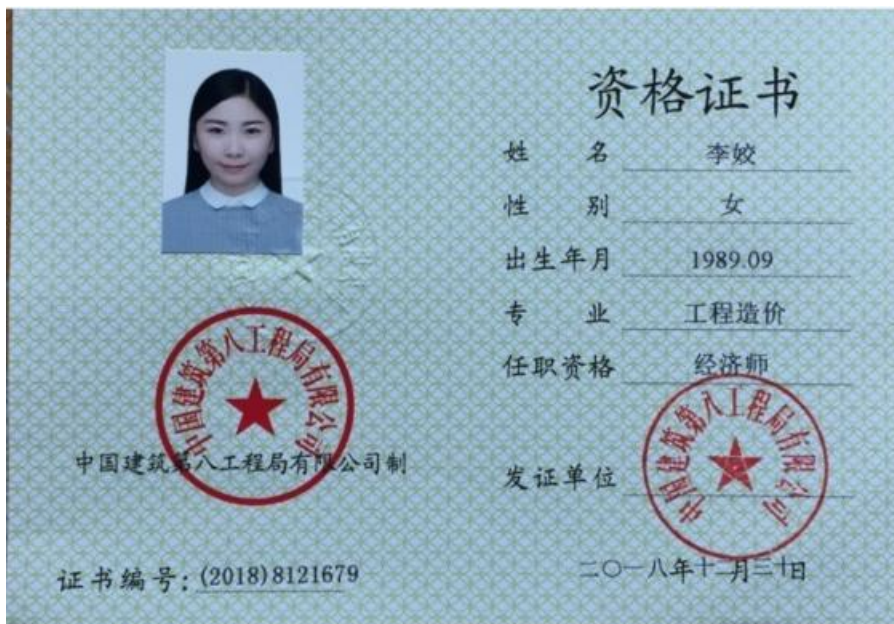 资格证书
姓名 李姣
性别 女
出生年月 1989.09
专业 工程造价
任职资格 经济师
发证单位
中国建筑第八工程局有限公司
二〇一八年十二月三十日
中国建筑第八工程局有限公司
中国建筑第八工程局有限公司制
证书编号:(2018)8121679